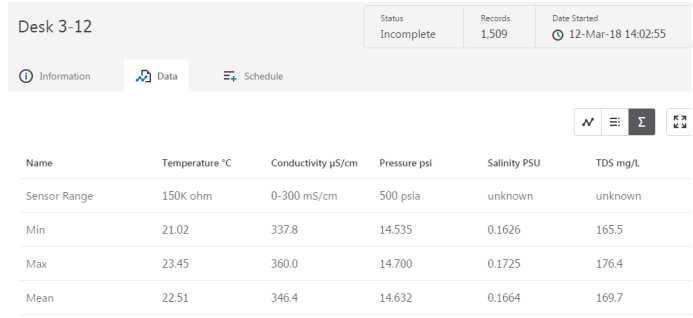 Desk 3-12
Status Records Date Started
Incomplete 1,509 12-Mar-18 14:02:55
Information Data Schedule
Σ
Name Temperature °C Conductivity µS/cm Pressure psi Salinity PSU TDS mg/L
Sensor Range 150K ohm 0-300 mS/cm 500 psia unknown unknown
Min 21.02 337.8 14.535 0.1626 165.5
Max 23.45 360.0 14.700 0.1725 176.4
Mean 22.51 346.4 14.632 0.1664 169.7